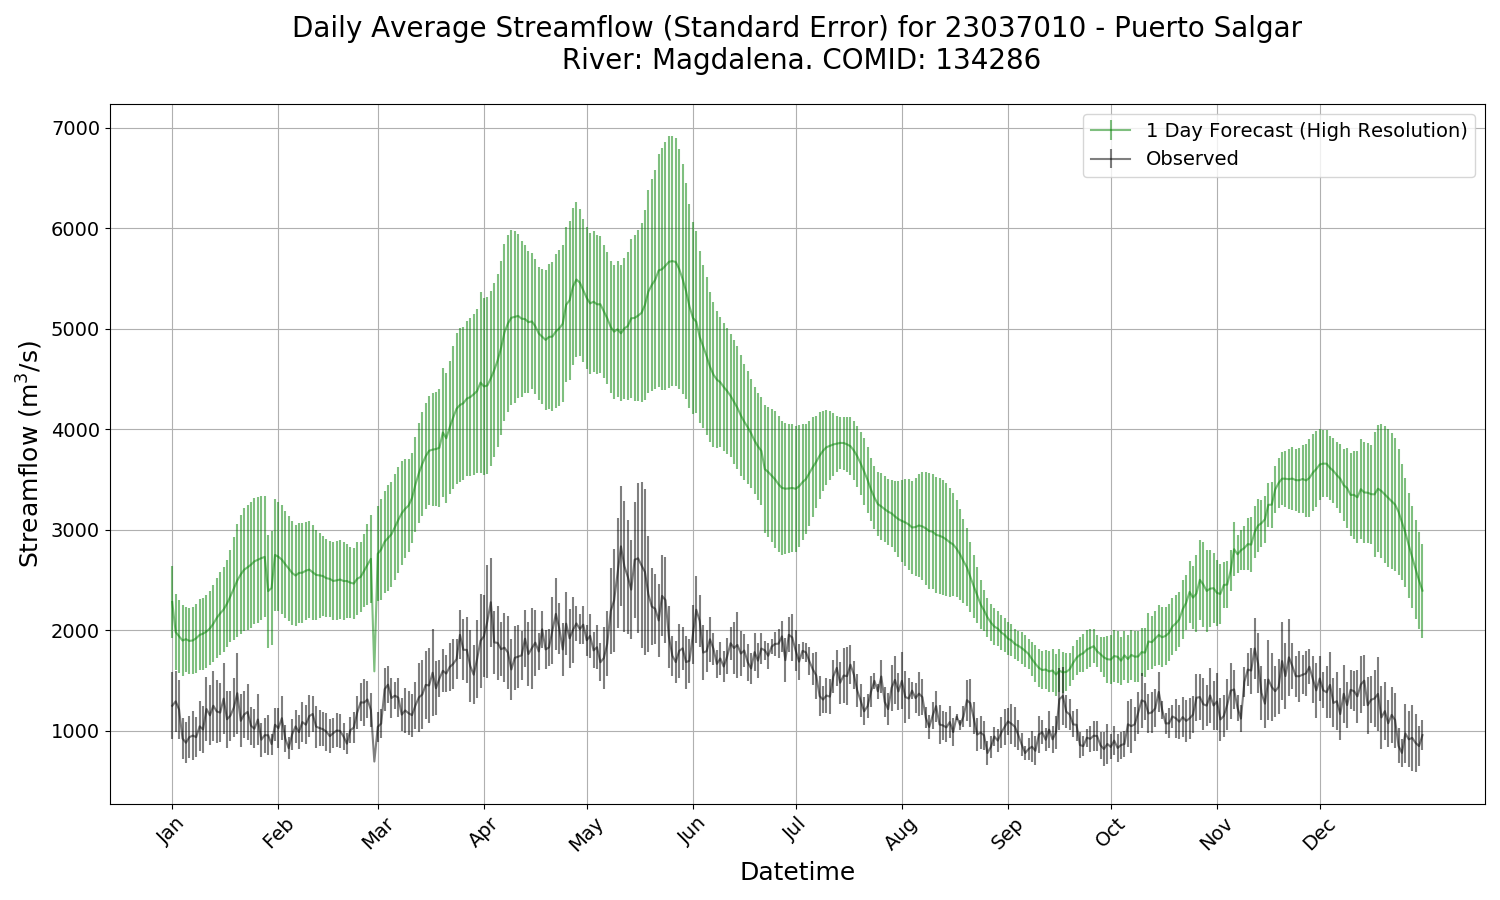 Daily Average Streamflow (Standard Error) for 23037010 - Puerto Salgar
River: Magdalena. COMID: 134286
1 Day Forecast (High Resolution)
Observed
Streamflow (m³/s)
7000
6000
5000
4000
3000
2000
1000
Jan Feb Mar Apr May Jun Jul Aug Sep Oct Nov Dec
Datetime